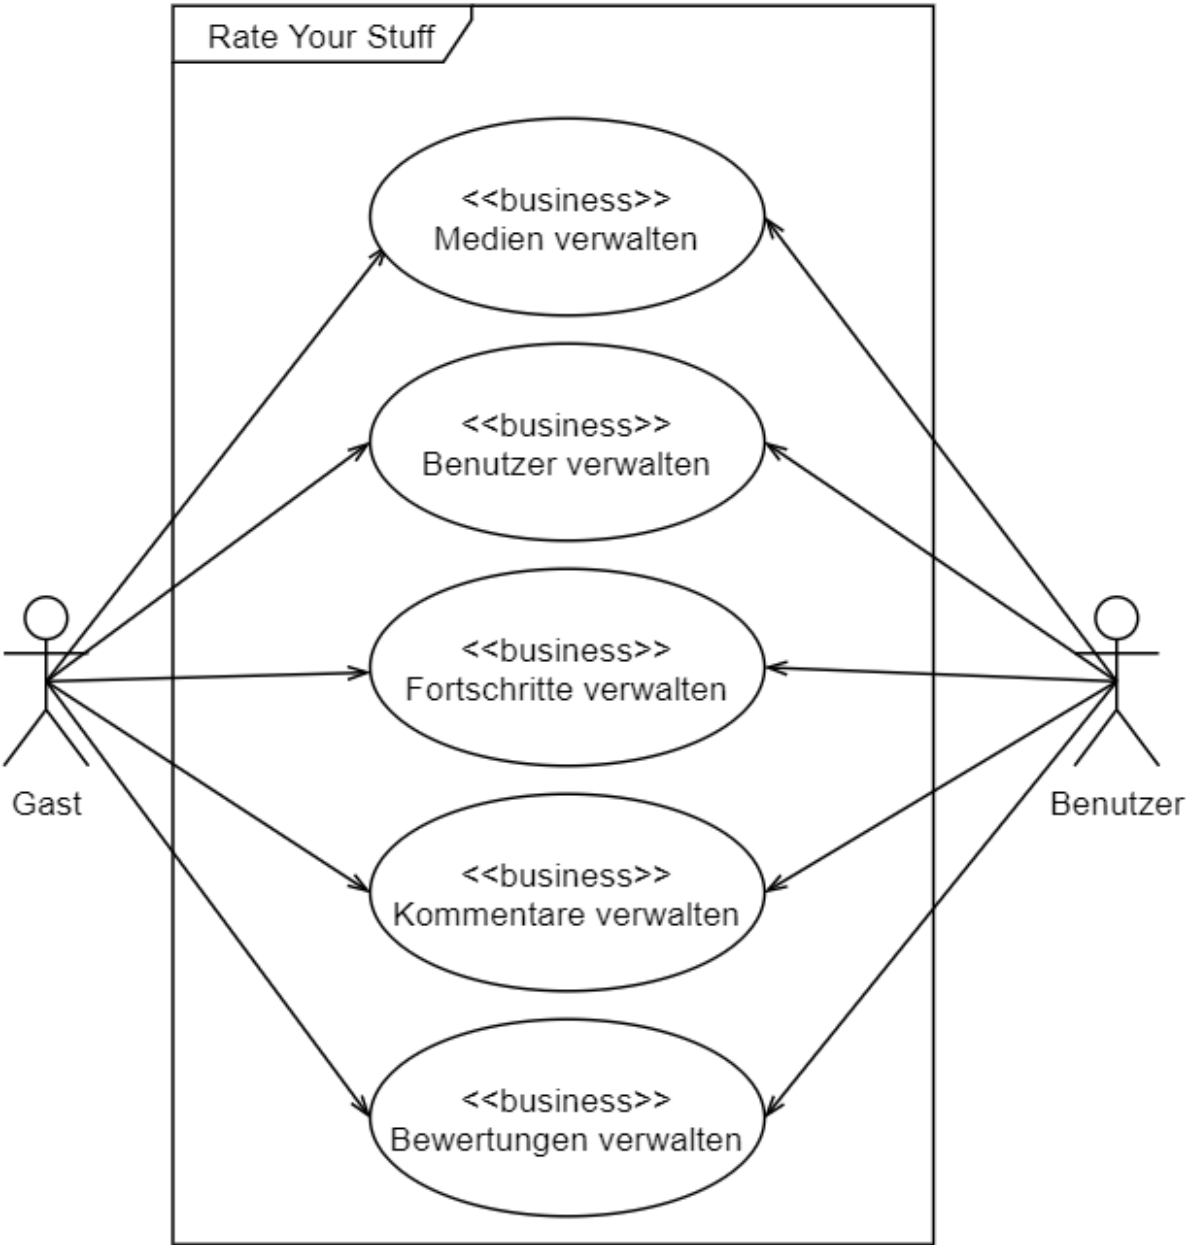 Rate Your Stuff
<<business>>
Medien verwalten
<<business>>
Benutzer verwalten
<<business>>
Fortschritte verwalten
Gast
Benutzer
<<business>>
Kommentare verwalten
<<business>>
Bewertungen verwalten